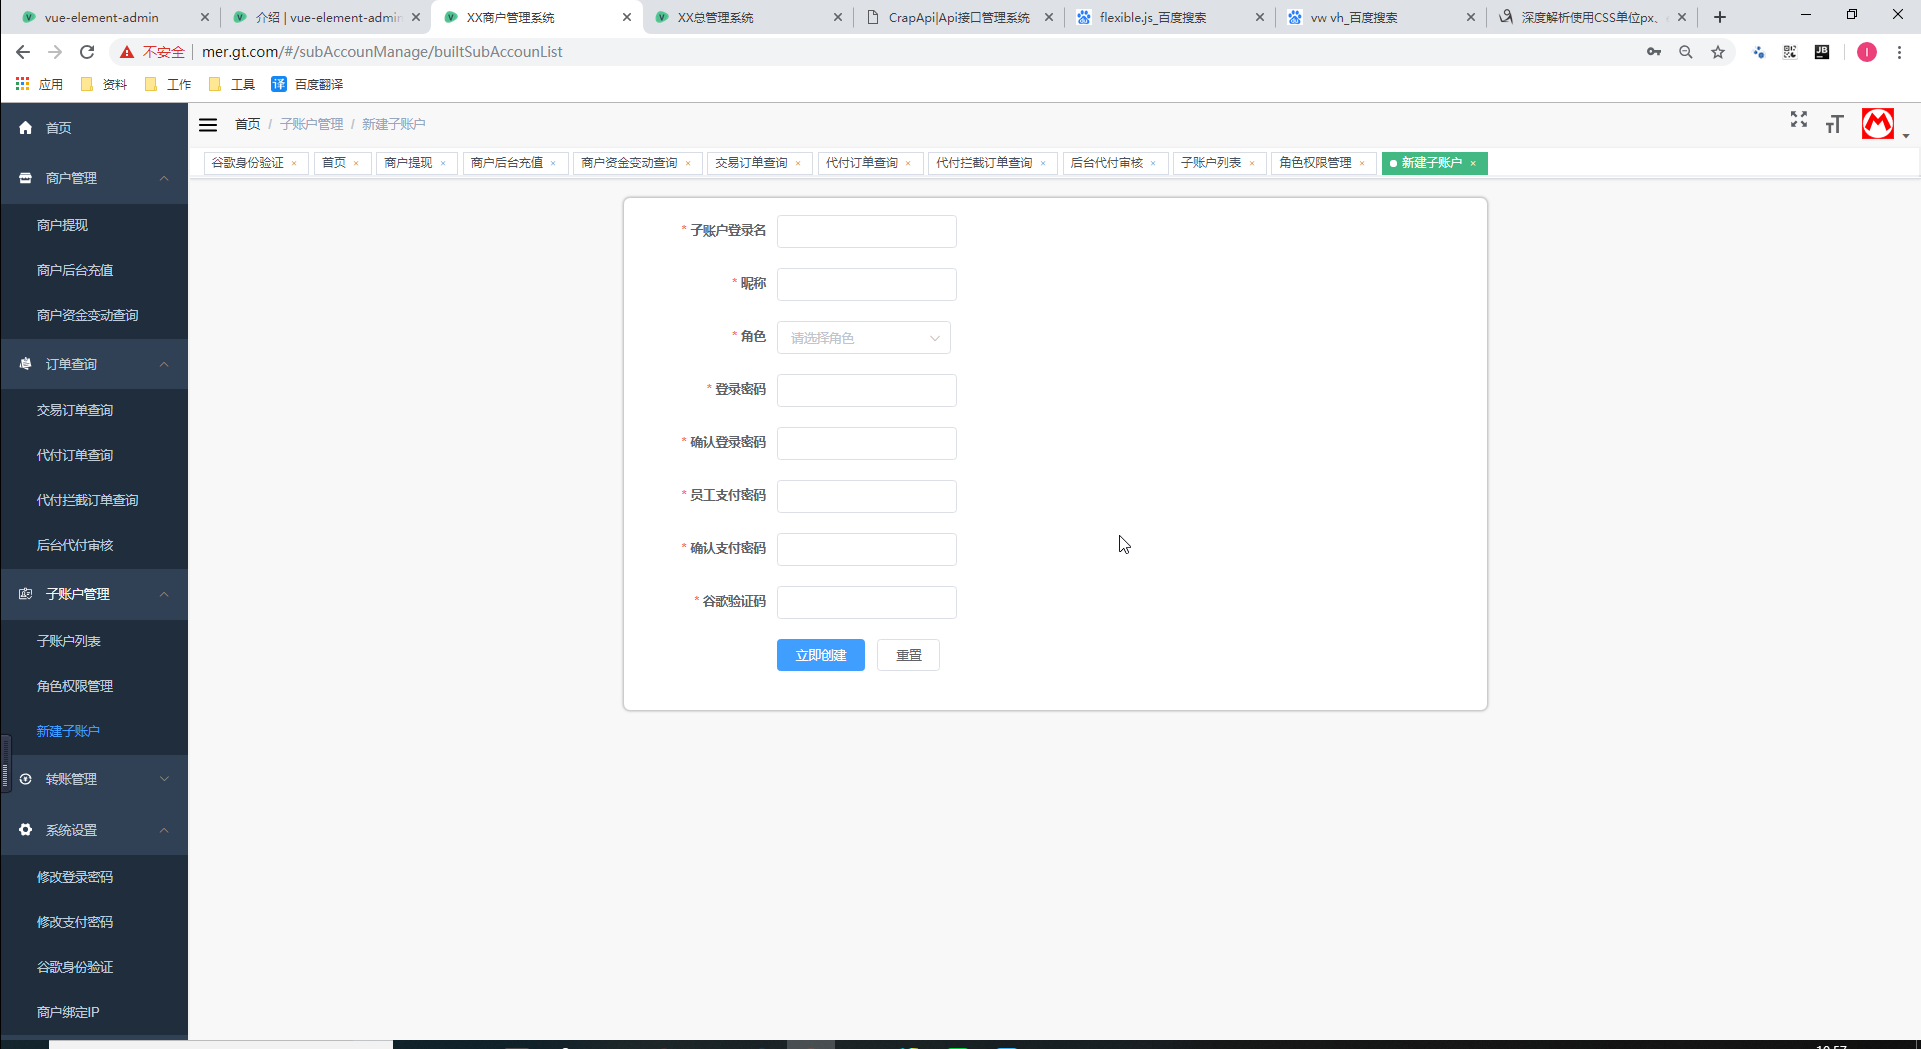 vue-element-admin
介绍 | vue-element-admin
XX商户管理系统
XX总管理系统
CrapApi|Api接口管理系统
flexible.js_百度搜索
vw vh_百度搜索
深度解析使用CSS单位px、
不安全
mer.gt.com/#/subAccounManage/builtSubAccounList
应用
资料
工作
工具
译
百度翻译
JB
I
首页
首页 / 子账户管理 / 新建子账户
谷歌身份验证 ×
首页 ×
商户提现 ×
商户后台充值 ×
商户资金变动查询 ×
交易订单查询 ×
代付订单查询 ×
代付拦截订单查询 ×
后台代付审核 ×
子账户列表 ×
角色权限管理 ×
新建子账户 ×
商户管理
商户提现
商户后台充值
商户资金变动查询
订单查询
交易订单查询
代付订单查询
代付拦截订单查询
后台代付审核
子账户管理
子账户列表
角色权限管理
新建子账户
转账管理
系统设置
修改登录密码
修改支付密码
谷歌身份验证
商户绑定IP
* 子账户登录名
* 昵称
* 角色
请选择角色
* 登录密码
* 确认登录密码
* 员工支付密码
* 确认支付密码
* 谷歌验证码
立即创建
重置